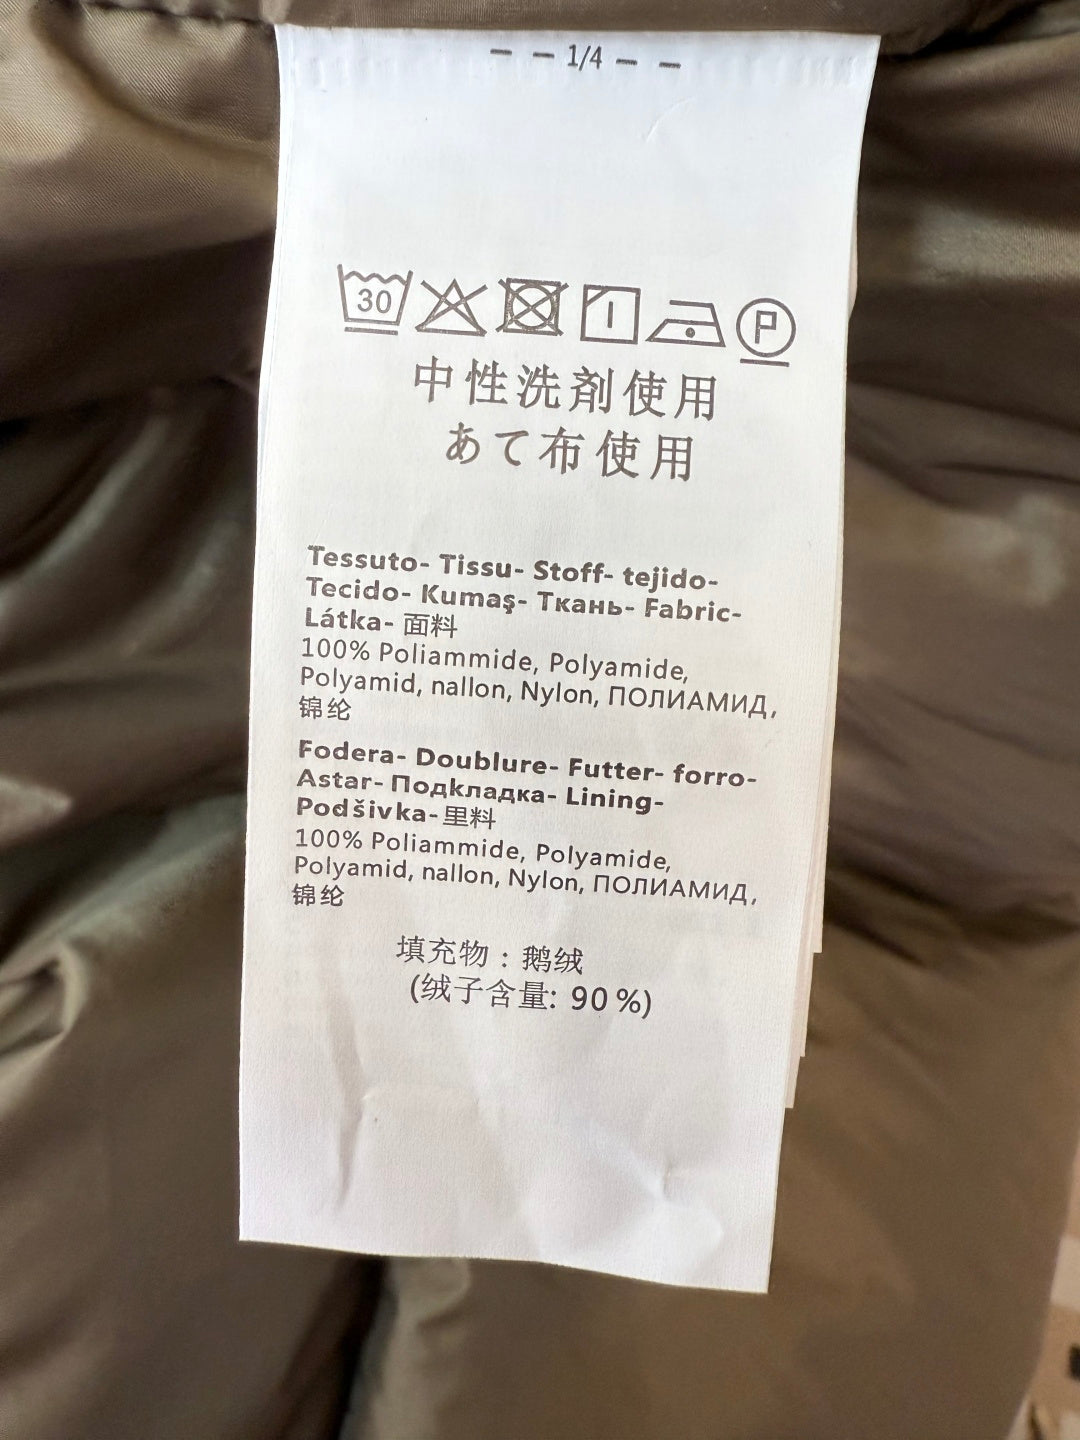 – – 1/4 – –
30
P
中性洗剤使用
あて布使用
Tessuto- Tissu- Stoff- tejido-
Tecido- Kumaş- Ткань- Fabric-
Látka- 面料
100% Poliammide, Polyamide,
Polyamid, nallon, Nylon, ПОЛИАМИД,
锦纶
Fodera- Doublure- Futter- forro-
Astar- Подкладка- Lining-
Podšívka- 里料
100% Poliammide, Polyamide,
Polyamid, nallon, Nylon, ПОЛИАМИД,
锦纶
填充物：鹅绒
(绒子含量: 90 %)